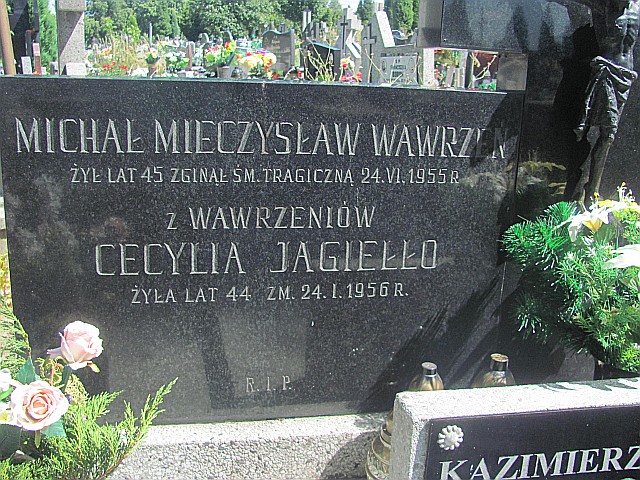 MICHAŁ MIECZYSŁAW WAWRZEŃ
ŻYŁ LAT 45 ZGINĄŁ ŚM. TRAGICZNĄ 24.VI.1955 R
Z WAWRZENIÓW
CECYLIA JAGIEŁŁO
ŻYŁA LAT 44 ZM. 24.I.1956 R.
R.I.P.
KAZIMIERZ